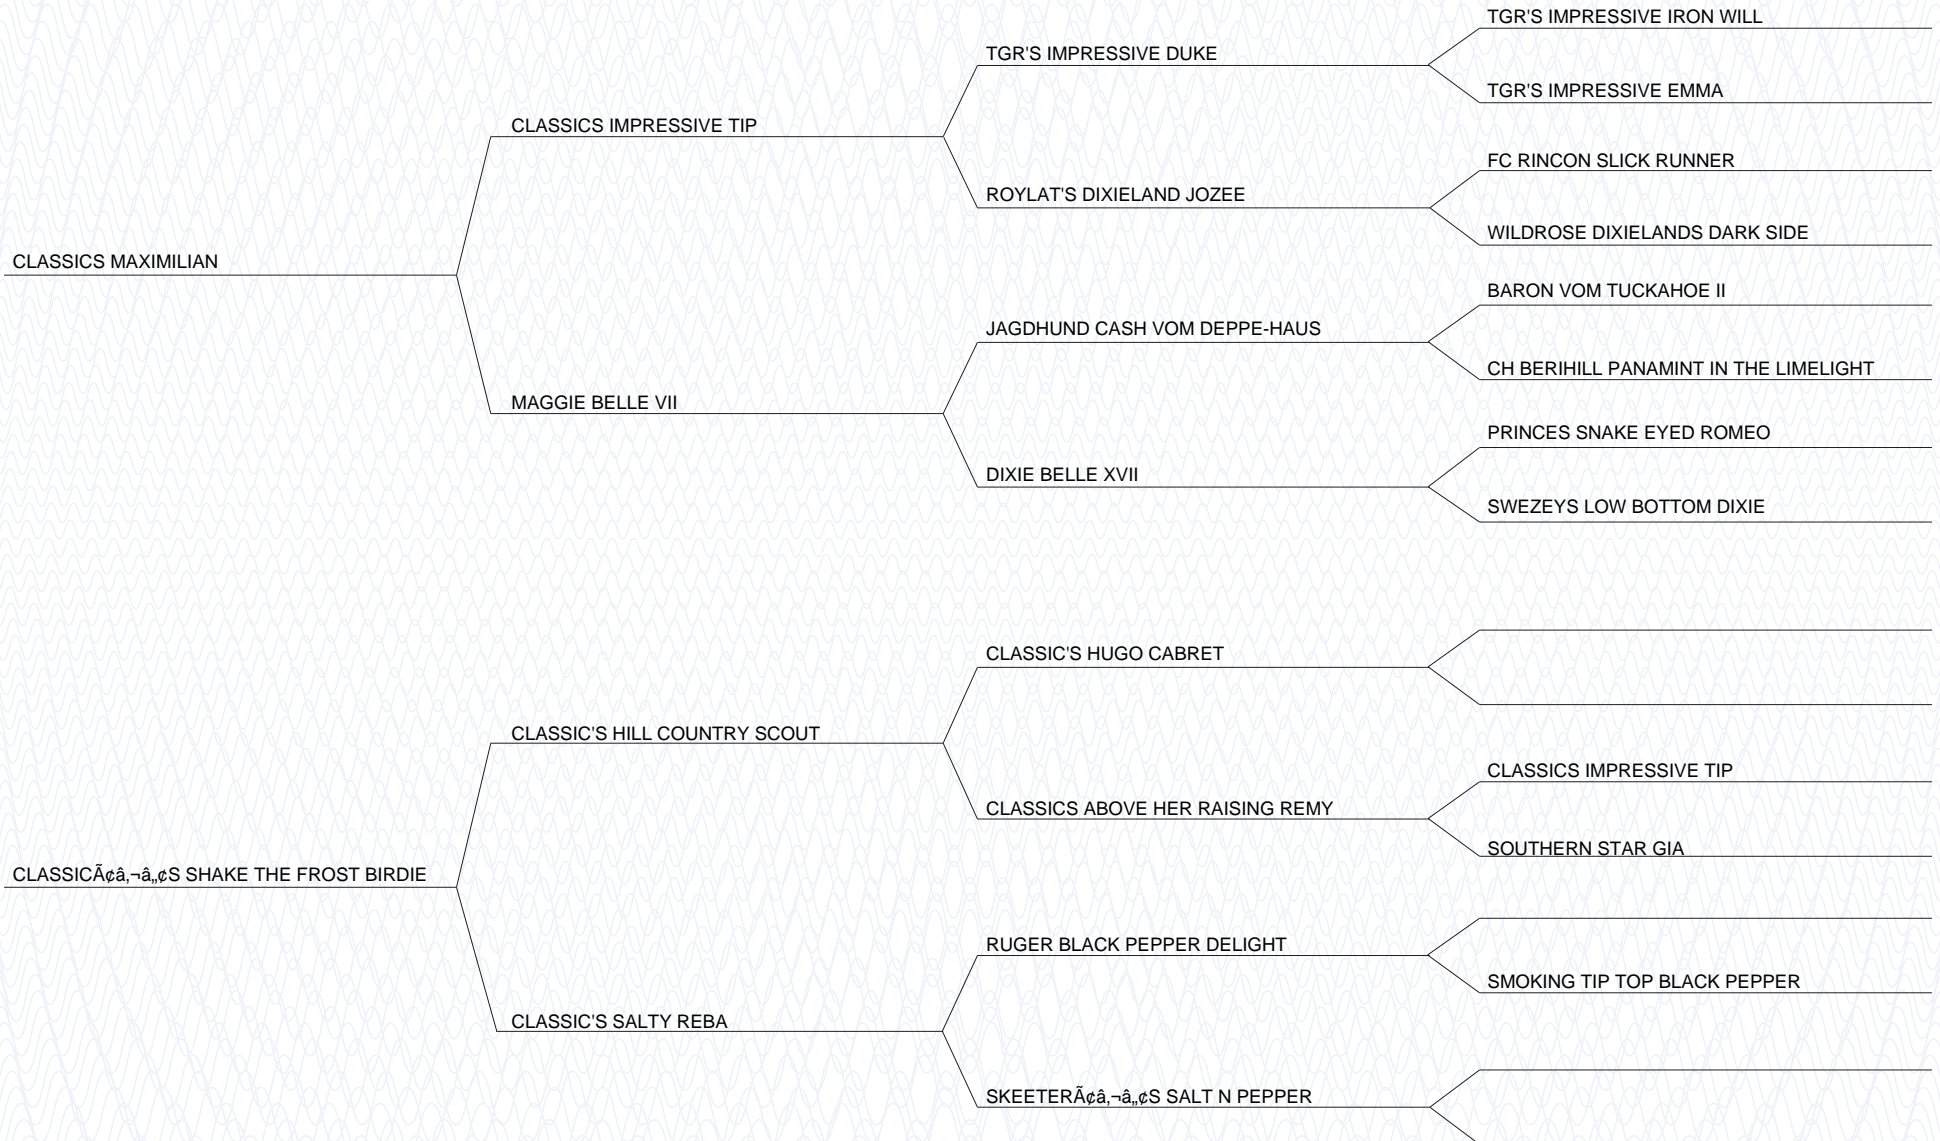 TGR'S IMPRESSIVE IRON WILL
TGR'S IMPRESSIVE DUKE
TGR'S IMPRESSIVE EMMA
CLASSICS IMPRESSIVE TIP
FC RINCON SLICK RUNNER
ROYLAT'S DIXIELAND JOZEE
WILDROSE DIXIELANDS DARK SIDE
CLASSICS MAXIMILIAN
BARON VOM TUCKAHOE II
JAGDHUND CASH VOM DEPPE-HAUS
CH BERIHILL PANAMINT IN THE LIMELIGHT
MAGGIE BELLE VII
PRINCES SNAKE EYED ROMEO
DIXIE BELLE XVII
SWEZEYS LOW BOTTOM DIXIE
CLASSIC'S HUGO CABRET
CLASSIC'S HILL COUNTRY SCOUT
CLASSICS IMPRESSIVE TIP
CLASSICS ABOVE HER RAISING REMY
SOUTHERN STAR GIA
CLASSICÃ¢â‚¬â„¢S SHAKE THE FROST BIRDIE
RUGER BLACK PEPPER DELIGHT
SMOKING TIP TOP BLACK PEPPER
CLASSIC'S SALTY REBA
SKEETERÃ¢â‚¬â„¢S SALT N PEPPER